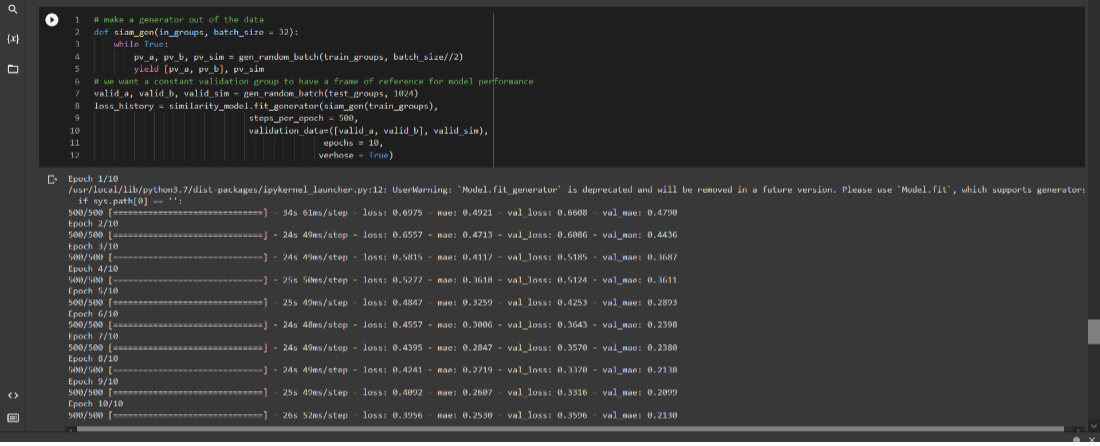 {x}
1 # make a generator out of the data
2 def siam_gen(in_groups, batch_size = 32):
3 while True:
4 pv_a, pv_b, pv_sim = gen_random_batch(train_groups, batch_size//2)
5 yield [pv_a, pv_b], pv_sim
6 # we want a constant validation group to have a frame of reference for model performance
7 valid_a, valid_b, valid_sim = gen_random_batch(test_groups, 1024)
8 loss_history = similarity_model.fit_generator(siam_gen(train_groups),
9 steps_per_epoch = 500,
10 validation_data=([valid_a, valid_b], valid_sim),
11 epochs = 10,
12 verbose = True)
Epoch 1/10
/usr/local/lib/python3.7/dist-packages/ipykernel_launcher.py:12: UserWarning: `Model.fit_generator` is deprecated and will be removed in a future version. Please use `Model.fit`, which supports generators
if sys.path[0] == '':
500/500 [==============================] - 34s 61ms/step - loss: 0.6975 - mae: 0.4921 - val_loss: 0.6608 - val_mae: 0.4790
Epoch 2/10
500/500 [==============================] - 24s 49ms/step - loss: 0.6557 - mae: 0.4713 - val_loss: 0.6086 - val_mae: 0.4436
Epoch 3/10
500/500 [==============================] - 24s 49ms/step - loss: 0.5815 - mae: 0.4117 - val_loss: 0.5185 - val_mae: 0.3687
Epoch 4/10
500/500 [==============================] - 25s 50ms/step - loss: 0.5277 - mae: 0.3618 - val_loss: 0.5124 - val_mae: 0.3611
Epoch 5/10
500/500 [==============================] - 25s 49ms/step - loss: 0.4847 - mae: 0.3259 - val_loss: 0.4253 - val_mae: 0.2893
Epoch 6/10
500/500 [==============================] - 24s 48ms/step - loss: 0.4557 - mae: 0.3006 - val_loss: 0.3643 - val_mae: 0.2398
Epoch 7/10
500/500 [==============================] - 24s 49ms/step - loss: 0.4395 - mae: 0.2847 - val_loss: 0.3570 - val_mae: 0.2380
Epoch 8/10
500/500 [==============================] - 24s 49ms/step - loss: 0.4241 - mae: 0.2719 - val_loss: 0.3370 - val_mae: 0.2138
Epoch 9/10
500/500 [==============================] - 25s 49ms/step - loss: 0.4092 - mae: 0.2607 - val_loss: 0.3316 - val_mae: 0.2099
Epoch 10/10
500/500 [==============================] - 26s 52ms/step - loss: 0.3956 - mae: 0.2530 - val_loss: 0.3596 - val_mae: 0.2130